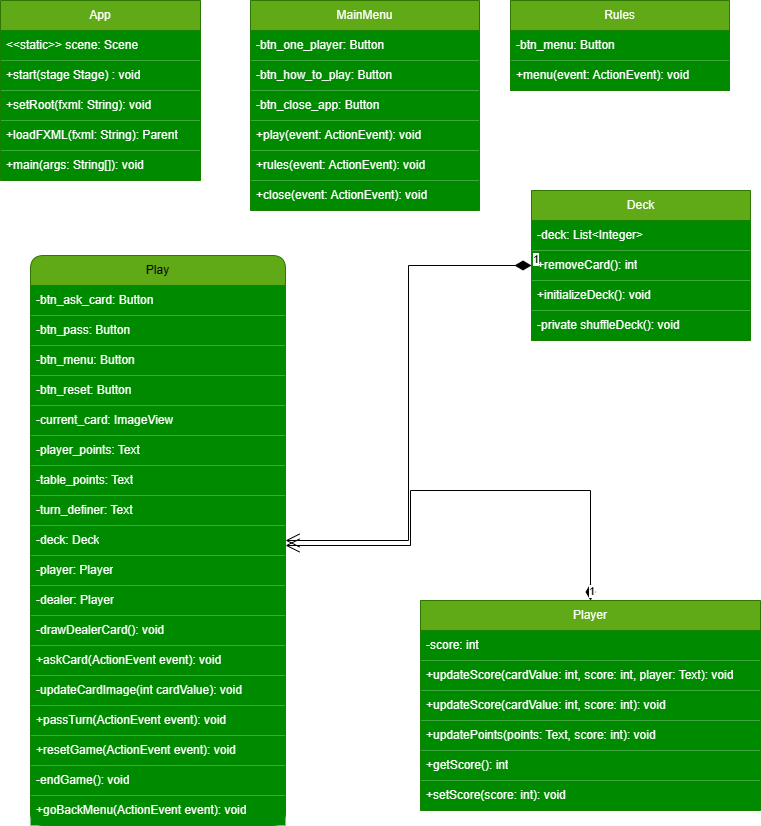 App
<<static>> scene: Scene
+start(stage Stage) : void
+setRoot(fxml: String): void
+loadFXML(fxml: String): Parent
+main(args: String[]): void
MainMenu
-btn_one_player: Button
-btn_how_to_play: Button
-btn_close_app: Button
+play(event: ActionEvent): void
+rules(event: ActionEvent): void
+close(event: ActionEvent): void
Rules
-btn_menu: Button
+menu(event: ActionEvent): void
Deck
-deck: List<Integer>
1
+removeCard(): int
+initializeDeck(): void
-private shuffleDeck(): void
Play
-btn_ask_card: Button
-btn_pass: Button
-btn_menu: Button
-btn_reset: Button
-current_card: ImageView
-player_points: Text
-table_points: Text
-turn_definer: Text
-deck: Deck
-player: Player
-dealer: Player
-drawDealerCard(): void
+askCard(ActionEvent event): void
-updateCardImage(int cardValue): void
+passTurn(ActionEvent event): void
+resetGame(ActionEvent event): void
-endGame(): void
+goBackMenu(ActionEvent event): void
1
Player
-score: int
+updateScore(cardValue: int, score: int, player: Text): void
+updateScore(cardValue: int, score: int): void
+updatePoints(points: Text, score: int): void
+getScore(): int
+setScore(score: int): void